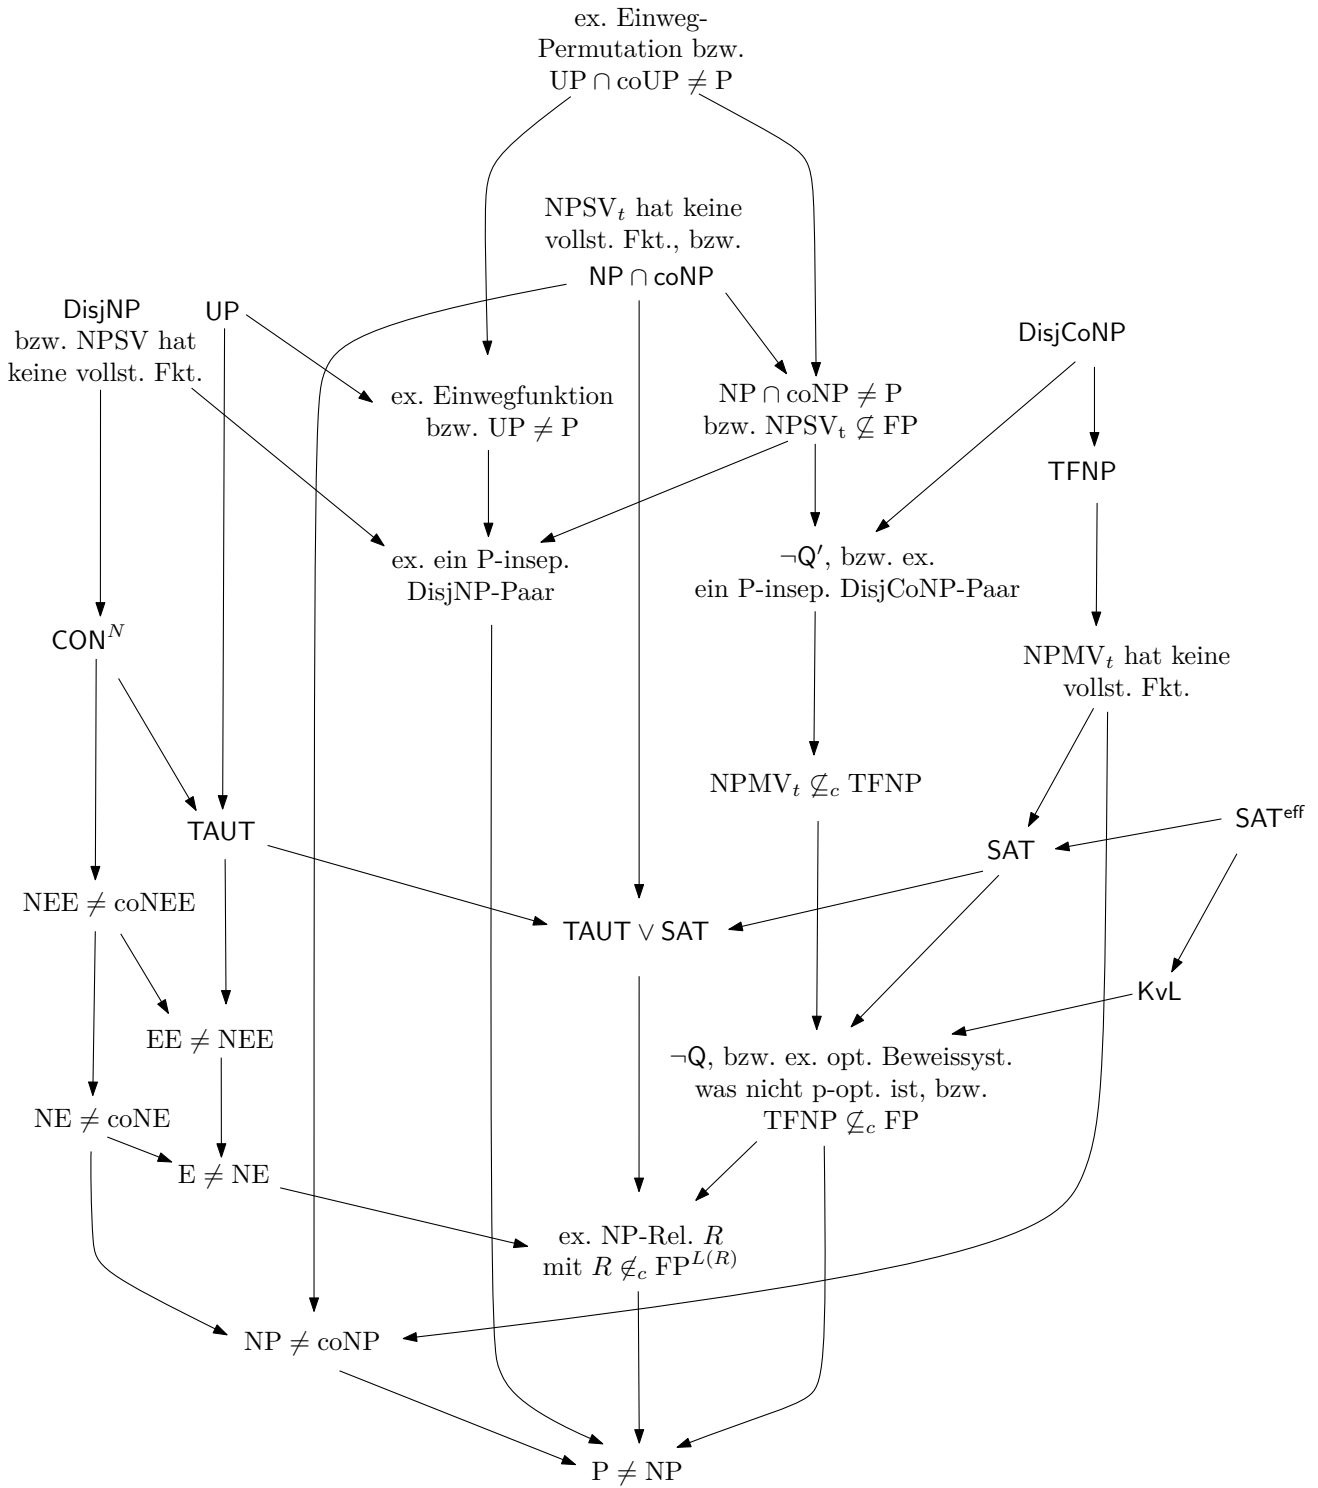 ex. Einweg-
Permutation bzw.
UP ∩ coUP ≠ P
NPSV_t hat keine
vollst. Fkt., bzw.
NP ∩ coNP
DisjNP
bzw. NPSV hat
keine vollst. Fkt.
UP
DisjCoNP
ex. Einwegfunktion
bzw. UP ≠ P
NP ∩ coNP ≠ P
bzw. NPSV_t ⊈ FP
TFNP
ex. ein P-insep.
DisjNP-Paar
¬Q′, bzw. ex.
ein P-insep. DisjCoNP-Paar
CON^N
NPMV_t hat keine
vollst. Fkt.
NPMV_t ⊈_c TFNP
TAUT
SAT^eff
SAT
NEE ≠ coNEE
TAUT ∨ SAT
KvL
EE ≠ NEE
¬Q, bzw. ex. opt. Beweissyst.
was nicht p-opt. ist, bzw.
TFNP ⊈_c FP
NE ≠ coNE
E ≠ NE
ex. NP-Rel. R
mit R ∉_c FP^L(R)
NP ≠ coNP
P ≠ NP